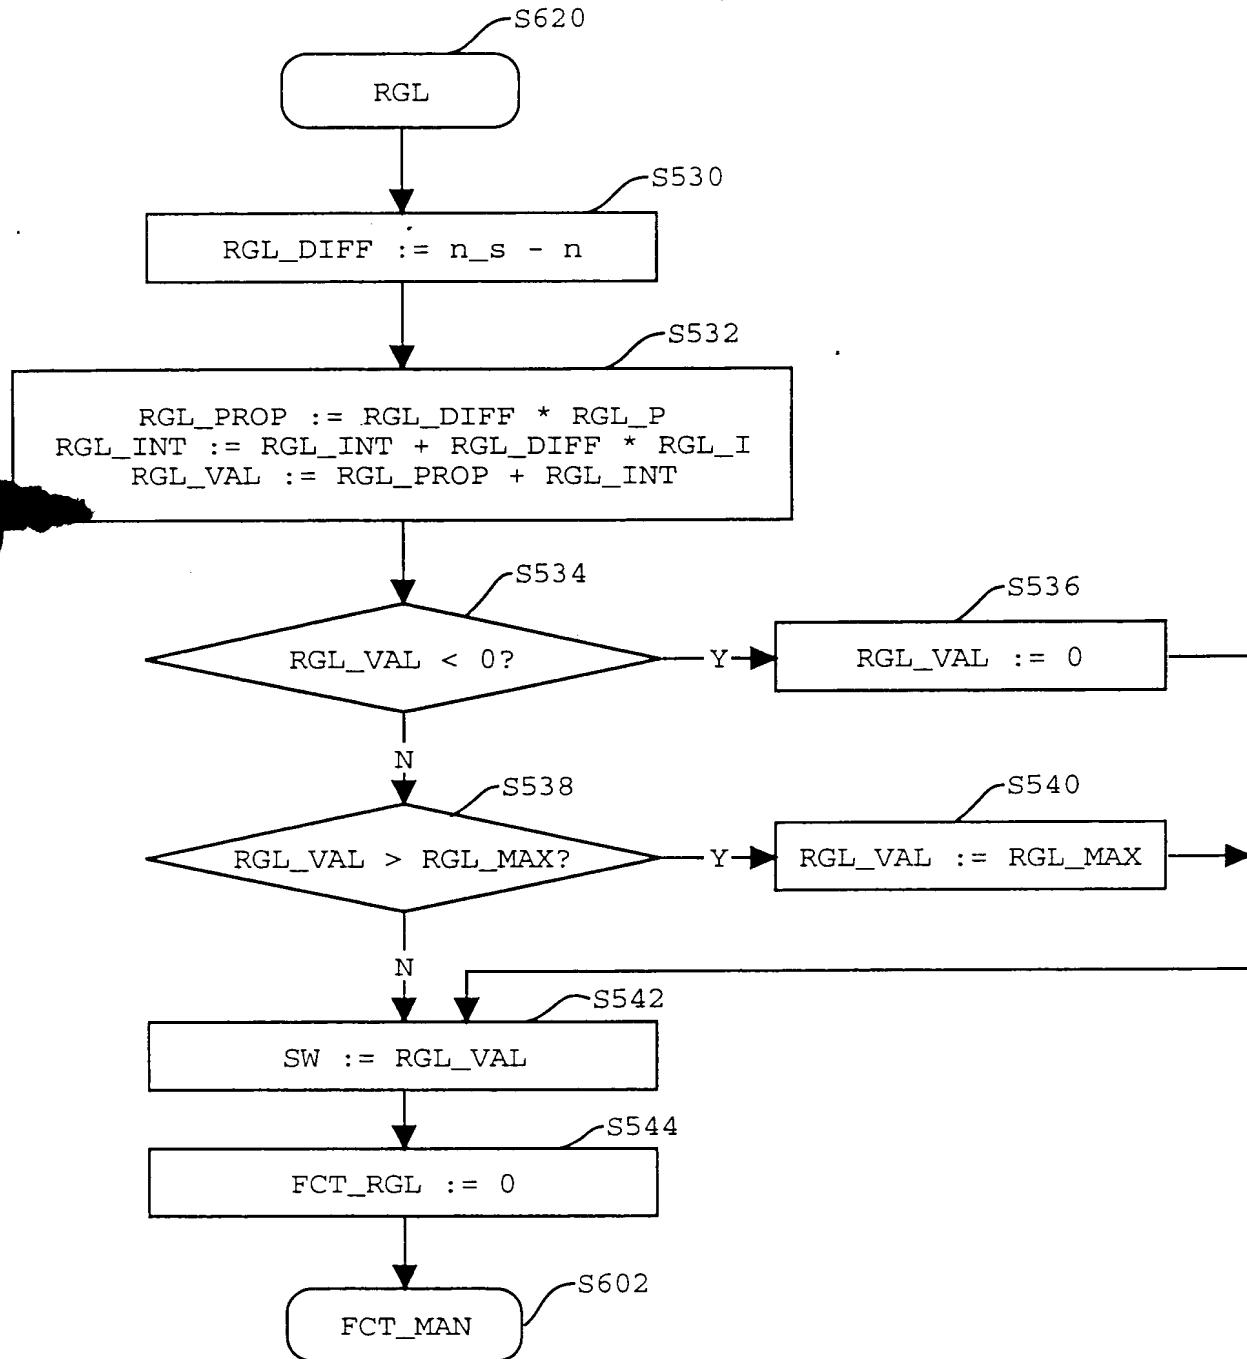 S620
RGL
S530
RGL_DIFF := n_s - n
S532
RGL_PROP := RGL_DIFF * RGL_P
RGL_INT := RGL_INT + RGL_DIFF * RGL_I
RGL_VAL := RGL_PROP + RGL_INT
S534
RGL_VAL < 0?
Y
S536
RGL_VAL := 0
N
S538
RGL_VAL > RGL_MAX?
Y
S540
RGL_VAL := RGL_MAX
N
S542
SW := RGL_VAL
S544
FCT_RGL := 0
S602
FCT_MAN